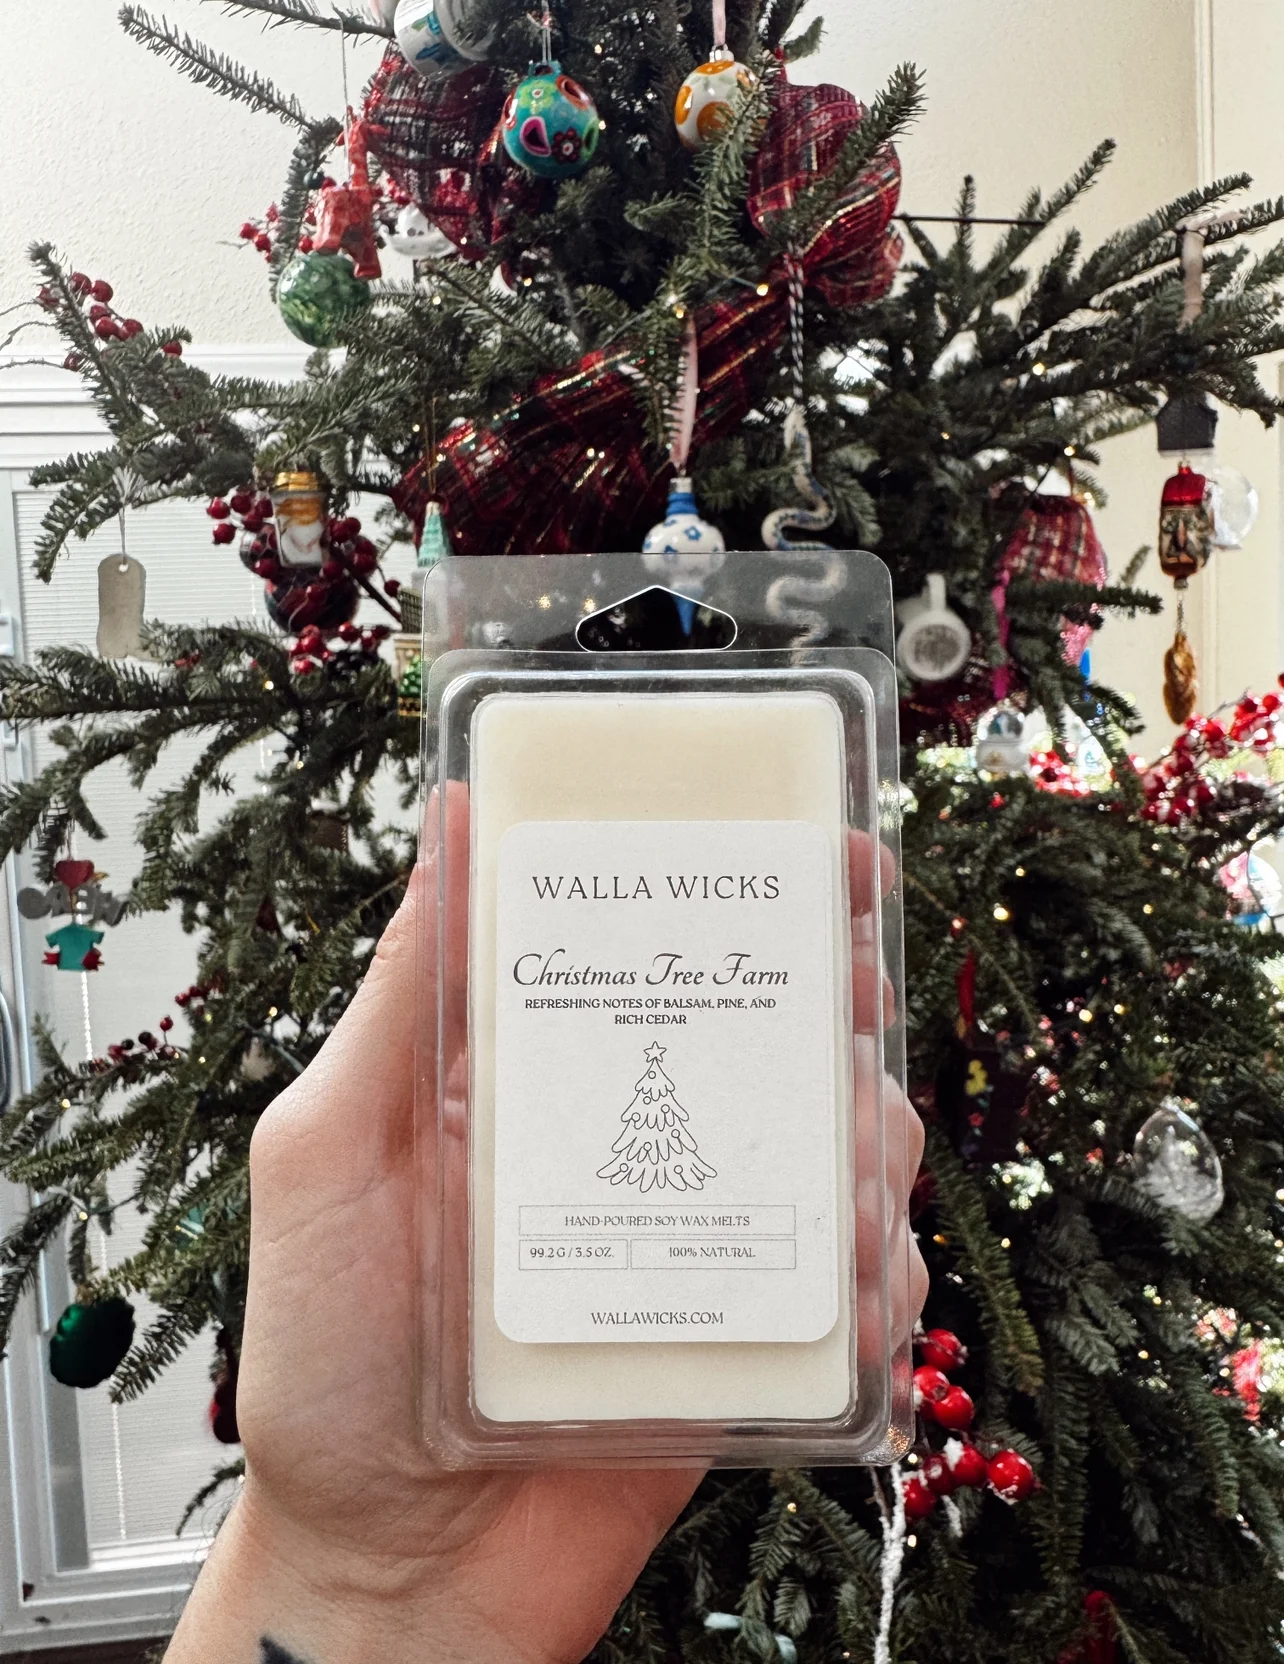 WALLA WICKS
Christmas Tree Farm
REFRESHING NOTES OF BALSAM, PINE, AND
RICH CEDAR
HAND-POURED SOY WAX MELTS
99.2 G / 3.5 OZ.
100% NATURAL
WALLAWICKS.COM